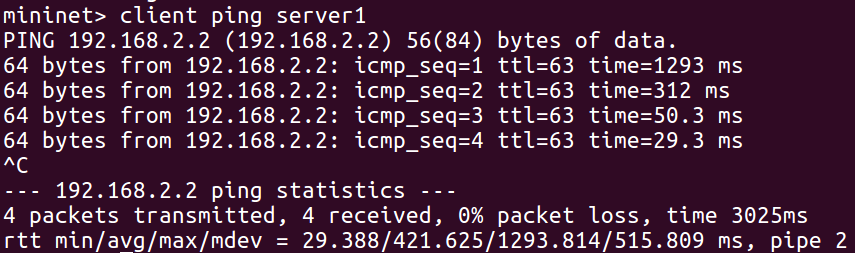 mininet> client ping server1
PING 192.168.2.2 (192.168.2.2) 56(84) bytes of data.
64 bytes from 192.168.2.2: icmp_seq=1 ttl=63 time=1293 ms
64 bytes from 192.168.2.2: icmp_seq=2 ttl=63 time=312 ms
64 bytes from 192.168.2.2: icmp_seq=3 ttl=63 time=50.3 ms
64 bytes from 192.168.2.2: icmp_seq=4 ttl=63 time=29.3 ms
^C
--- 192.168.2.2 ping statistics ---
4 packets transmitted, 4 received, 0% packet loss, time 3025ms
rtt min/avg/max/mdev = 29.388/421.625/1293.814/515.809 ms, pipe 2